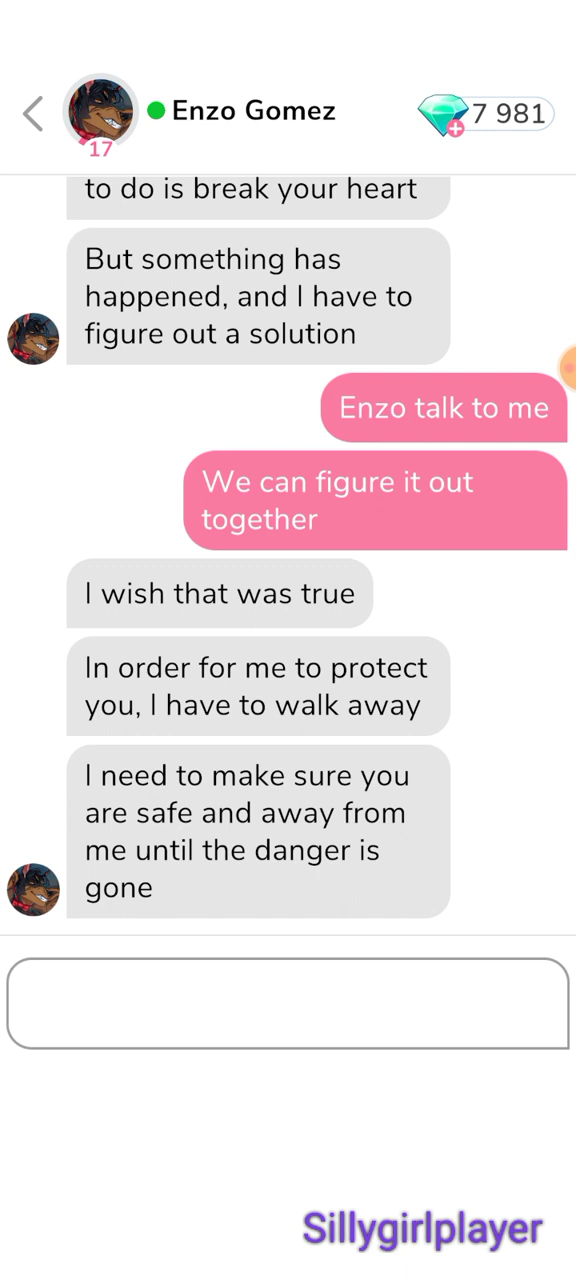 Enzo Gomez
7 981
17
to do is break your heart
But something has
happened, and I have to
figure out a solution
Enzo talk to me
We can figure it out
together
I wish that was true
In order for me to protect
you, I have to walk away
I need to make sure you
are safe and away from
me until the danger is
gone
Sillygirlplayer